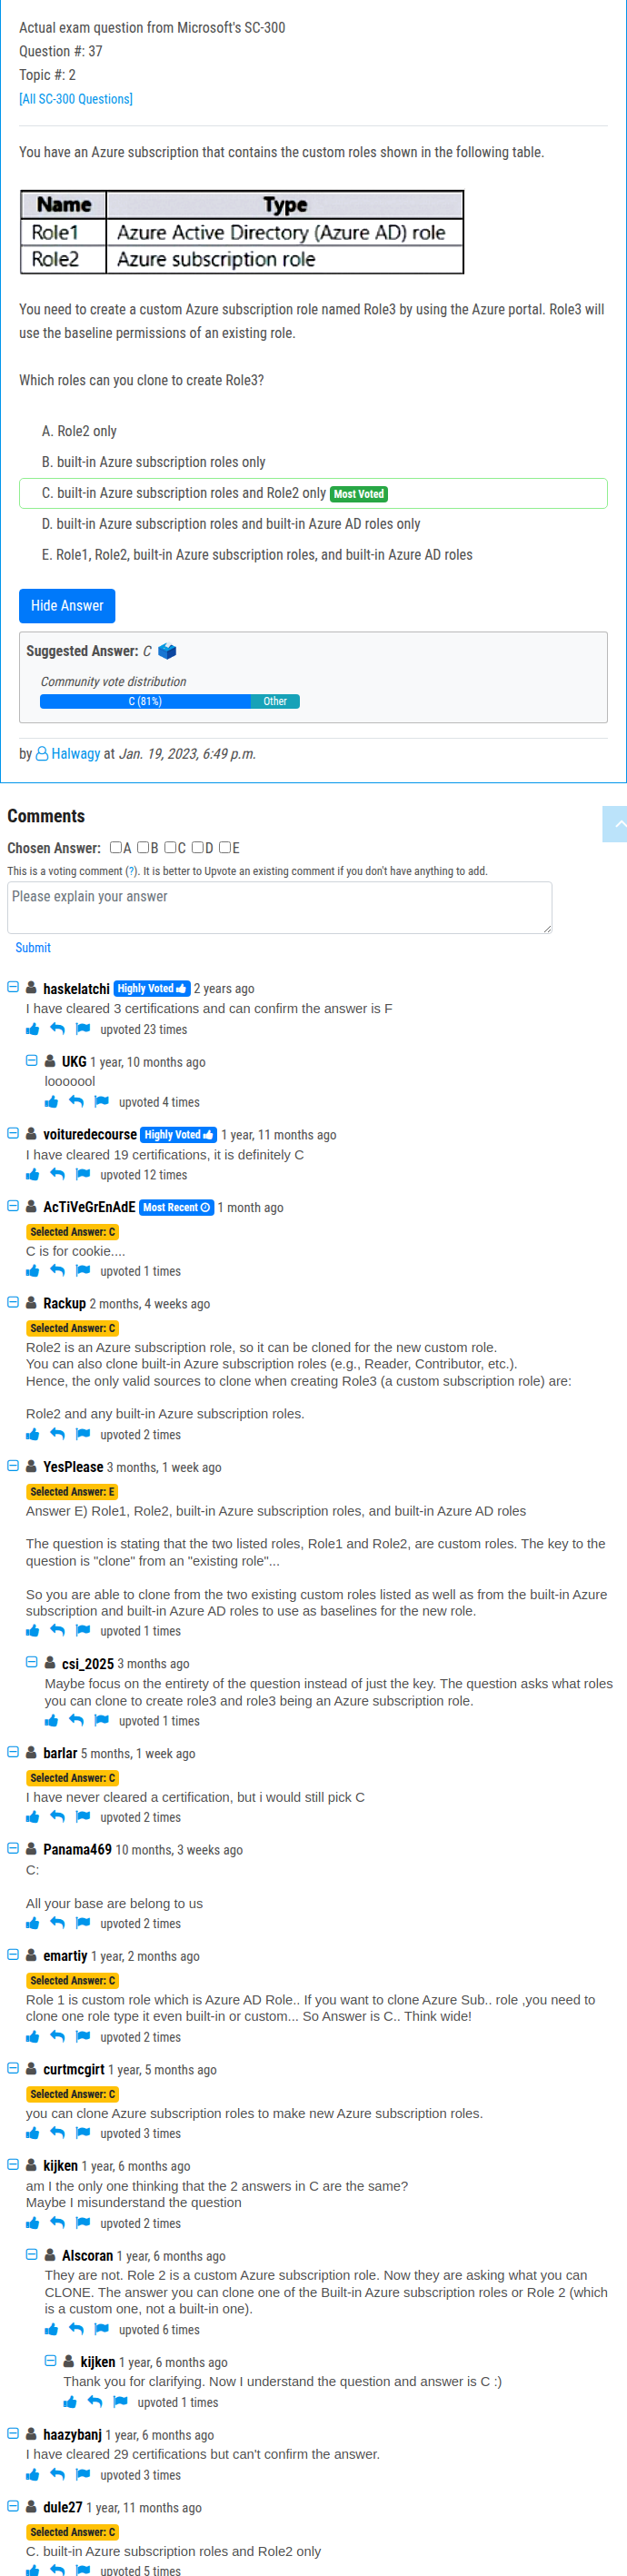 Actual exam question from Microsoft's SC-300
Question #: 37
Topic #: 2
[All SC-300 Questions]
You have an Azure subscription that contains the custom roles shown in the following table.
Name Type
Role1 Azure Active Directory (Azure AD) role
Role2 Azure subscription role
You need to create a custom Azure subscription role named Role3 by using the Azure portal. Role3 will
use the baseline permissions of an existing role.
Which roles can you clone to create Role3?
A. Role2 only
B. built-in Azure subscription roles only
C. built-in Azure subscription roles and Role2 only Most Voted
D. built-in Azure subscription roles and built-in Azure AD roles only
E. Role1, Role2, built-in Azure subscription roles, and built-in Azure AD roles
Hide Answer
Suggested Answer: C
Community vote distribution
C (81%) Other
by Halwagy at Jan. 19, 2023, 6:49 p.m.
Comments
Chosen Answer: A B C D E
This is a voting comment (?). It is better to Upvote an existing comment if you don't have anything to add.
Please explain your answer
Submit
haskelatchi Highly Voted 2 years ago
I have cleared 3 certifications and can confirm the answer is F
upvoted 23 times
UKG 1 year, 10 months ago
looooool
upvoted 4 times
voituredecourse Highly Voted 1 year, 11 months ago
I have cleared 19 certifications, it is definitely C
upvoted 12 times
AcTiVeGrEnAdE Most Recent 1 month ago
Selected Answer: C
C is for cookie....
upvoted 1 times
Rackup 2 months, 4 weeks ago
Selected Answer: C
Role2 is an Azure subscription role, so it can be cloned for the new custom role.
You can also clone built-in Azure subscription roles (e.g., Reader, Contributor, etc.).
Hence, the only valid sources to clone when creating Role3 (a custom subscription role) are:
Role2 and any built-in Azure subscription roles.
upvoted 2 times
YesPlease 3 months, 1 week ago
Selected Answer: E
Answer E) Role1, Role2, built-in Azure subscription roles, and built-in Azure AD roles
The question is stating that the two listed roles, Role1 and Role2, are custom roles. The key to the
question is "clone" from an "existing role"...
So you are able to clone from the two existing custom roles listed as well as from the built-in Azure
subscription and built-in Azure AD roles to use as baselines for the new role.
upvoted 1 times
csi_2025 3 months ago
Maybe focus on the entirety of the question instead of just the key. The question asks what roles
you can clone to create role3 and role3 being an Azure subscription role.
upvoted 1 times
barlar 5 months, 1 week ago
Selected Answer: C
I have never cleared a certification, but i would still pick C
upvoted 2 times
Panama469 10 months, 3 weeks ago
C:
All your base are belong to us
upvoted 2 times
emartiy 1 year, 2 months ago
Selected Answer: C
Role 1 is custom role which is Azure AD Role.. If you want to clone Azure Sub.. role ,you need to
clone one role type it even built-in or custom... So Answer is C.. Think wide!
upvoted 2 times
curtmcgirt 1 year, 5 months ago
Selected Answer: C
you can clone Azure subscription roles to make new Azure subscription roles.
upvoted 3 times
kijken 1 year, 6 months ago
am I the only one thinking that the 2 answers in C are the same?
Maybe I misunderstand the question
upvoted 2 times
Alscoran 1 year, 6 months ago
They are not. Role 2 is a custom Azure subscription role. Now they are asking what you can
CLONE. The answer you can clone one of the Built-in Azure subscription roles or Role 2 (which
is a custom one, not a built-in one).
upvoted 6 times
kijken 1 year, 6 months ago
Thank you for clarifying. Now I understand the question and answer is C :)
upvoted 1 times
haazybanj 1 year, 6 months ago
I have cleared 29 certifications but can't confirm the answer.
upvoted 3 times
dule27 1 year, 11 months ago
Selected Answer: C
C. built-in Azure subscription roles and Role2 only
upvoted 5 times